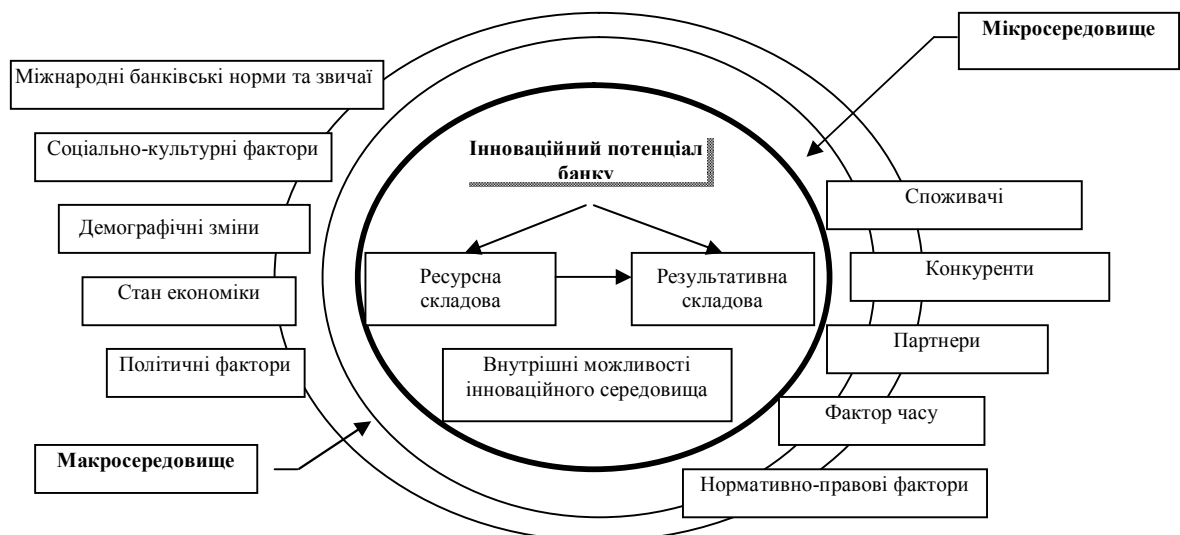 Мікросередовище
Міжнародні банківські норми та звичаї
Соціально-культурні фактори
Інноваційний потенціал
банку
Споживачі
Демографічні зміни
Ресурсна
складова
Результативна
складова
Конкуренти
Стан економіки
Партнери
Політичні фактори
Внутрішні можливості
інноваційного середовища
Фактор часу
Макросередовище
Нормативно-правові фактори